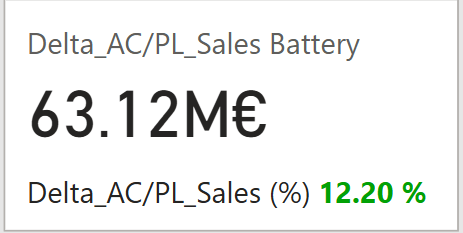 Delta_AC/PL_Sales Battery
63.12M€
Delta_AC/PL_Sales (%) 12.20 %